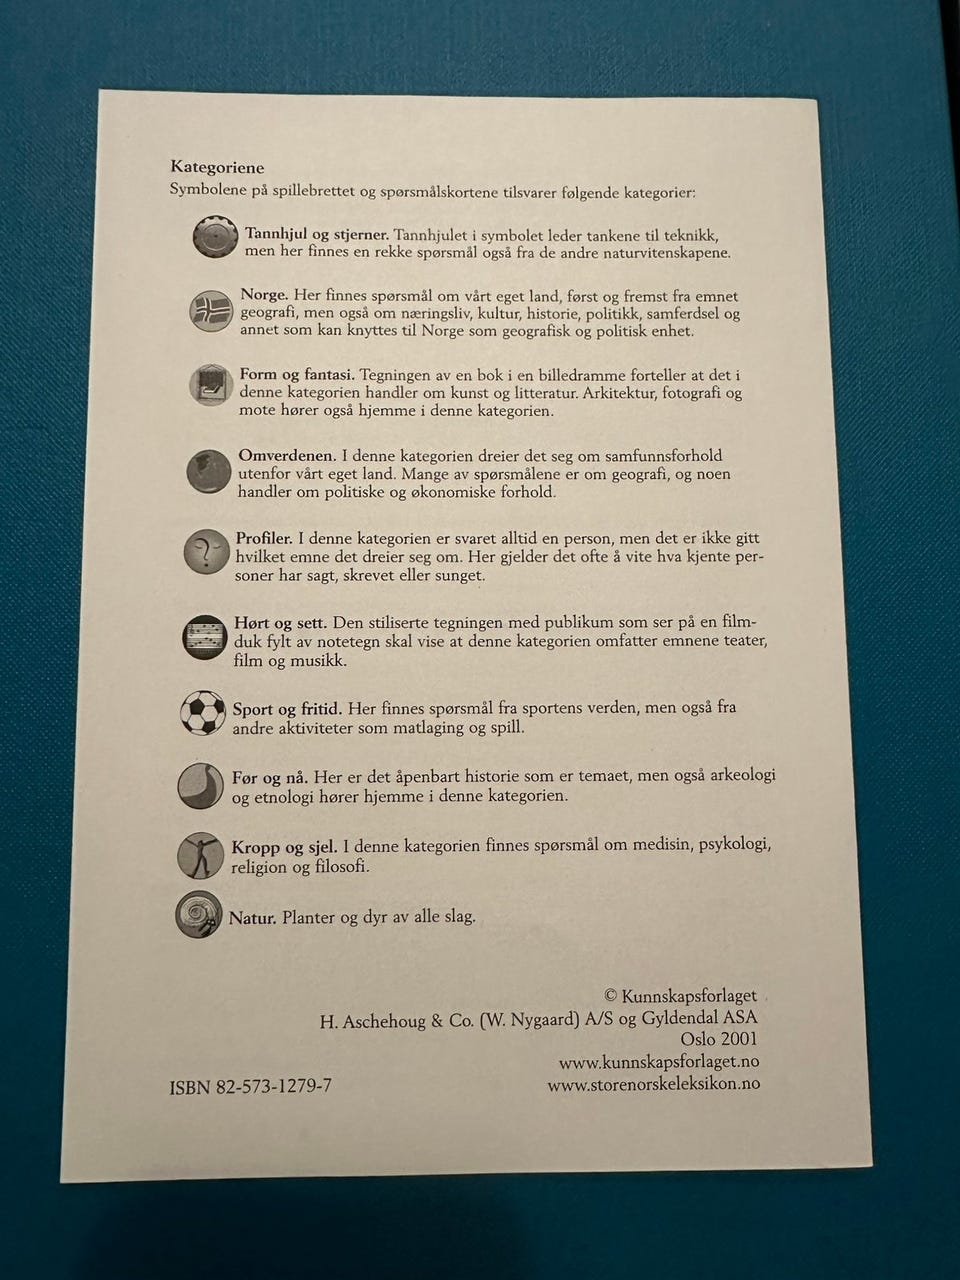 Kategoriene
Symbolene på spillebrettet og spørsmålskortene tilsvarer følgende kategorier:
Tannhjul og stjerner. Tannhjulet i symbolet leder tankene til teknikk,
men her finnes en rekke spørsmål også fra de andre naturvitenskapene.
Norge. Her finnes spørsmål om vårt eget land, først og fremst fra emnet
geografi, men også om næringsliv, kultur, historie, politikk, samferdsel og
annet som kan knyttes til Norge som geografisk og politisk enhet.
Form og fantasi. Tegningen av en bok i en billedramme forteller at det i
denne kategorien handler om kunst og litteratur. Arkitektur, fotografi og
mote hører også hjemme i denne kategorien.
Omverdenen. I denne kategorien dreier det seg om samfunnsforhold
utenfor vårt eget land. Mange av spørsmålene er om geografi, og noen
handler om politiske og økonomiske forhold.
Profiler. I denne kategorien er svaret alltid en person, men det er ikke gitt
hvilket emne det dreier seg om. Her gjelder det ofte å vite hva kjente per-
soner har sagt, skrevet eller sunget.
Hørt og sett. Den stiliserte tegningen med publikum som ser på en film-
duk fylt av notetegn skal vise at denne kategorien omfatter emnene teater,
film og musikk.
Sport og fritid. Her finnes spørsmål fra sportens verden, men også fra
andre aktiviteter som matlaging og spill.
Før og nå. Her er det åpenbart historie som er temaet, men også arkeologi
og etnologi hører hjemme i denne kategorien.
Kropp og sjel. I denne kategorien finnes spørsmål om medisin, psykologi,
religion og filosofi.
Natur. Planter og dyr av alle slag.
© Kunnskapsforlaget
H. Aschehoug & Co. (W. Nygaard) A/S og Gyldendal ASA
Oslo 2001
www.kunnskapsforlaget.no
ISBN 82-573-1279-7 www.storenorskeleksikon.no